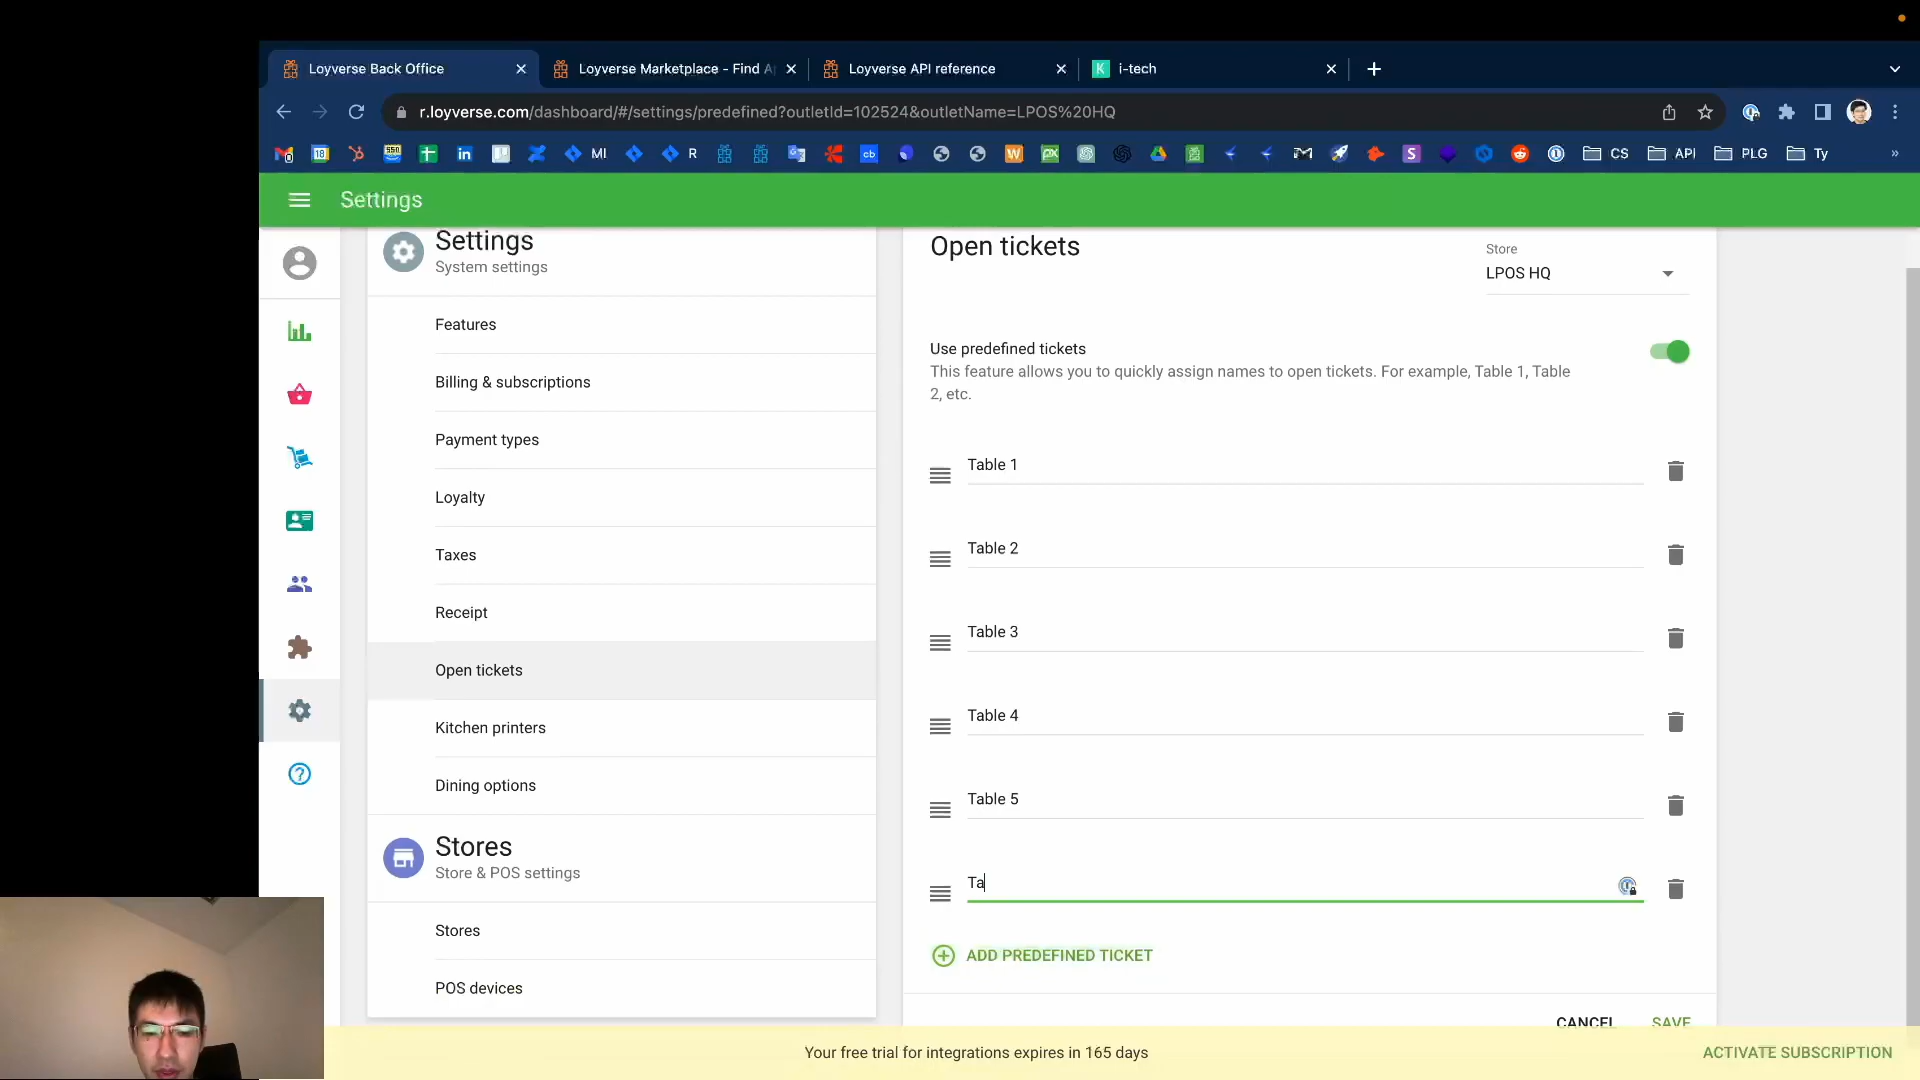 Loyverse Back Office
Loyverse Marketplace - Find A
Loyverse API reference
K
i-tech
r.loyverse.com/dashboard/#/settings/predefined?outletId=102524&outletName=LPOS%20HQ
MI
R
CS
API
PLG
Ty
Settings
Settings
System settings
Features
Billing & subscriptions
Payment types
Loyalty
Taxes
Receipt
Open tickets
Kitchen printers
Dining options
Stores
Store & POS settings
Stores
POS devices
Open tickets
Store
LPOS HQ
Use predefined tickets
This feature allows you to quickly assign names to open tickets. For example, Table 1, Table
2, etc.
Table 1
Table 2
Table 3
Table 4
Table 5
Ta
ADD PREDEFINED TICKET
CANCEL
SAVE
Your free trial for integrations expires in 165 days
ACTIVATE SUBSCRIPTION